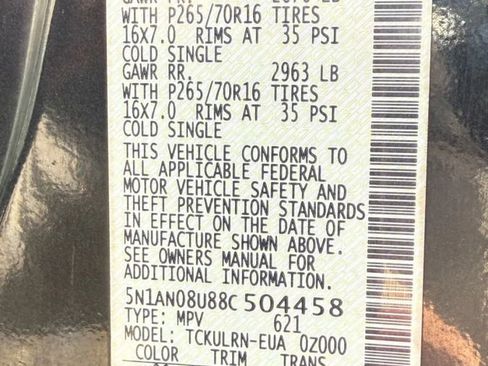 WITH P265/70R16 TIRES
16X7.0 RIMS AT 35 PSI
COLD SINGLE
GAWR RR. 2963 LB
WITH P265/70R16 TIRES
16X7.0 RIMS AT 35 PSI
COLD SINGLE
THIS VEHICLE CONFORMS TO
ALL APPLICABLE FEDERAL
MOTOR VEHICLE SAFETY AND
THEFT PREVENTION STANDARDS
IN EFFECT ON THE DATE OF
MANUFACTURE SHOWN ABOVE.
SEE OWNERS MANUAL FOR
ADDITIONAL INFORMATION.
5N1AN08U88C504458
TYPE: MPV 621
MODEL: TCKULRN-EUA 0Z000
COLOR TRIM TRANS